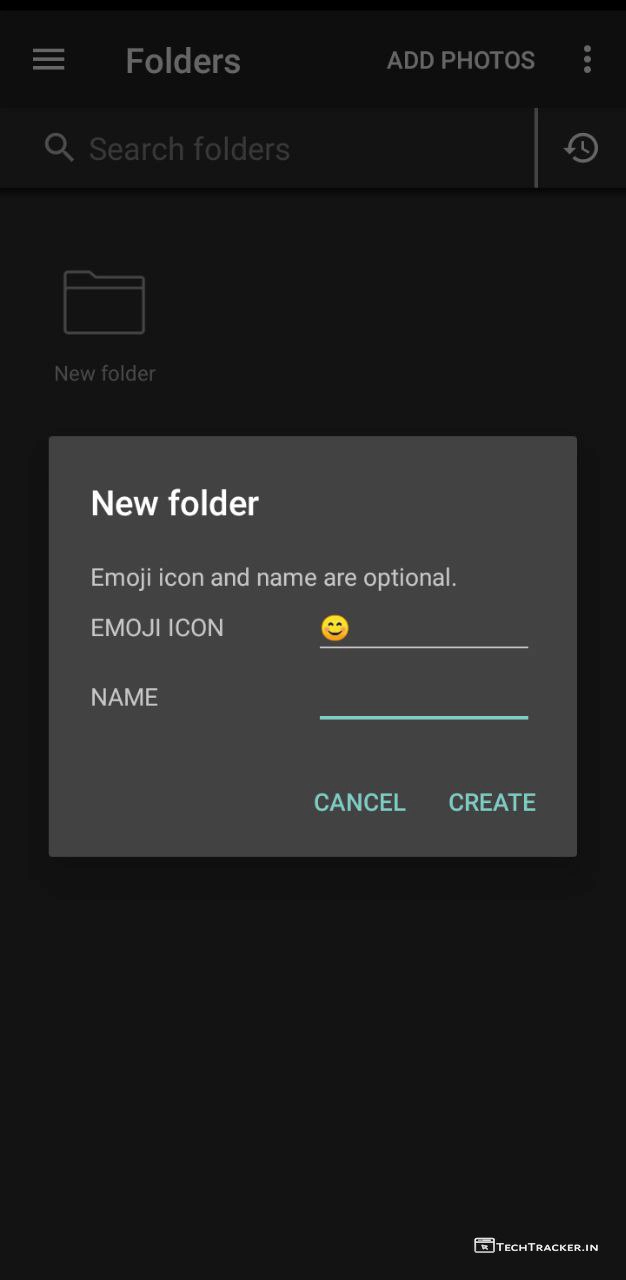 Folders ADD PHOTOS
Search folders
New folder
New folder
Emoji icon and name are optional.
EMOJI ICON 😊
NAME
CANCEL CREATE
TECHTRACKER.IN